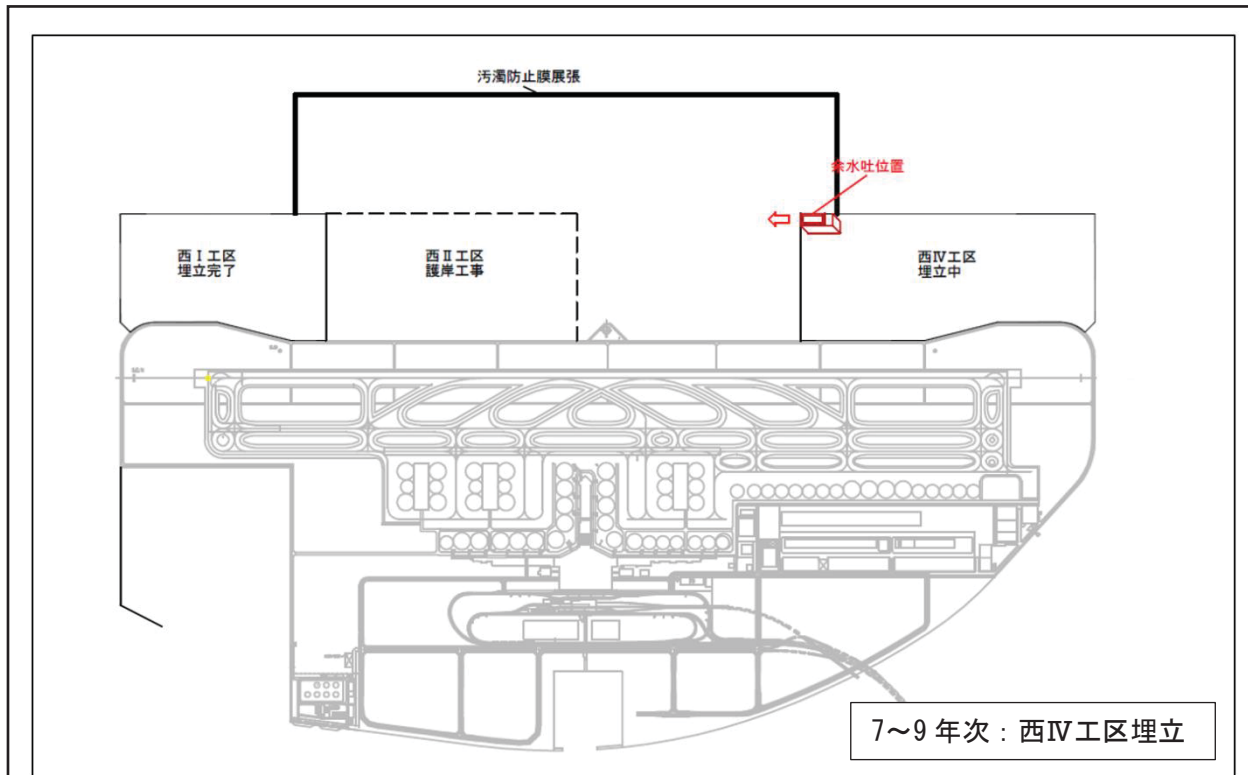 汚濁防止膜展張
余水吐位置
西Ⅰ工区
埋立完了
西Ⅱ工区
護岸工事
西Ⅳ工区
埋立中
7～9 年次：西Ⅳ工区埋立